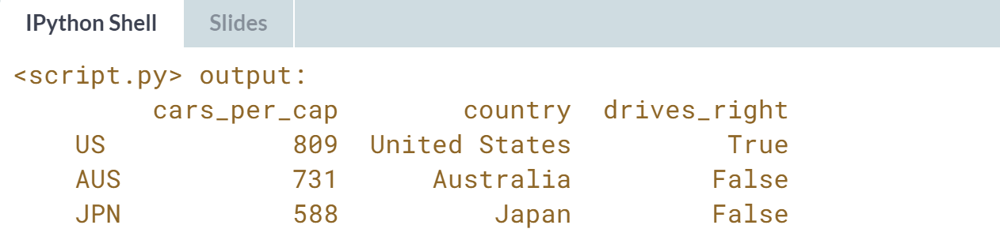 IPython Shell Slides
<script.py> output:
cars_per_cap country drives_right
US 809 United States True
AUS 731 Australia False
JPN 588 Japan False